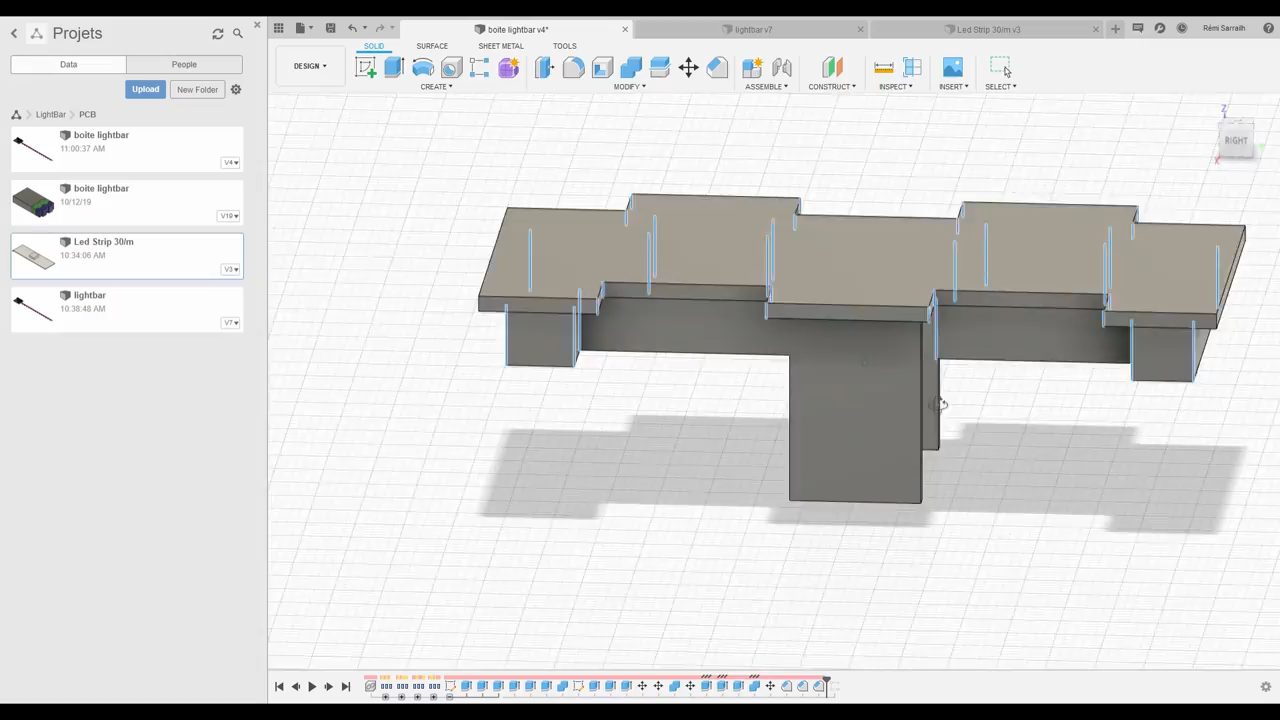 Projets
Data
People
Upload
New Folder
LightBar
PCB
boite lightbar
11:00:37 AM
V4
boite lightbar
10/12/19
V19
Led Strip 30/m
10:34:06 AM
V3
lightbar
10:38:48 AM
V7
boite lightbar v4*
lightbar v7
Led Strip 30/m v3
Rémi Sarrailh
DESIGN
SOLID
SURFACE
SHEET METAL
TOOLS
CREATE
MODIFY
ASSEMBLE
CONSTRUCT
INSPECT
INSERT
SELECT
Z
RIGHT
X